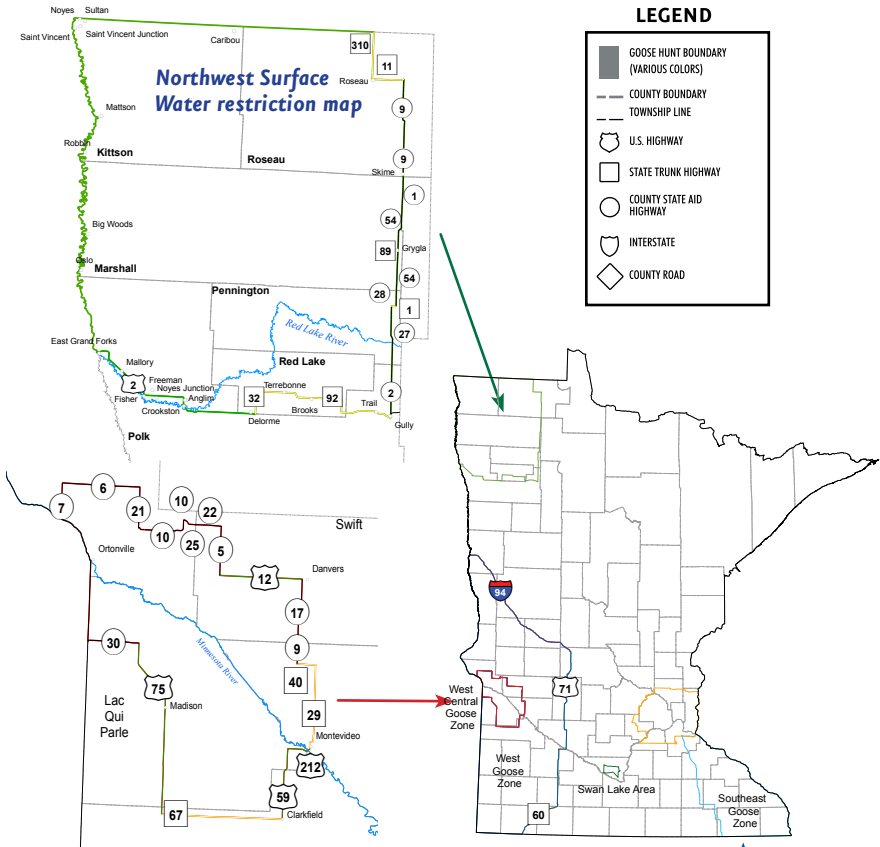 LEGEND
GOOSE HUNT BOUNDARY
(VARIOUS COLORS)
COUNTY BOUNDARY
TOWNSHIP LINE
U.S. HIGHWAY
STATE TRUNK HIGHWAY
COUNTY STATE AID
HIGHWAY
INTERSTATE
COUNTY ROAD
Noyes
Sultan
Saint Vincent
Saint Vincent Junction
Caribou
310
11
Roseau
Northwest Surface
Water restriction map
9
Mattson
Robbin
Kittson
Roseau
9
Skime
1
54
Big Woods
89
Grygla
Oslo
Marshall
54
Pennington
28
1
Red Lake River
27
East Grand Forks
Mallory
Red Lake
2
Freeman
Noyes Junction
Fisher
Anglim
Crookston
32
Terrebonne
92
Brooks
Trail
2
Delorme
Gully
Polk
6
7
21
10
22
10
25
5
Swift
Ortonville
12
Danvers
17
30
9
Minnesota River
75
40
Lac
Qui
Parle
Madison
29
Montevideo
212
59
67
Clarkfield
94
71
West
Central
Goose
Zone
West
Goose
Zone
Swan Lake Area
60
Southeast
Goose
Zone